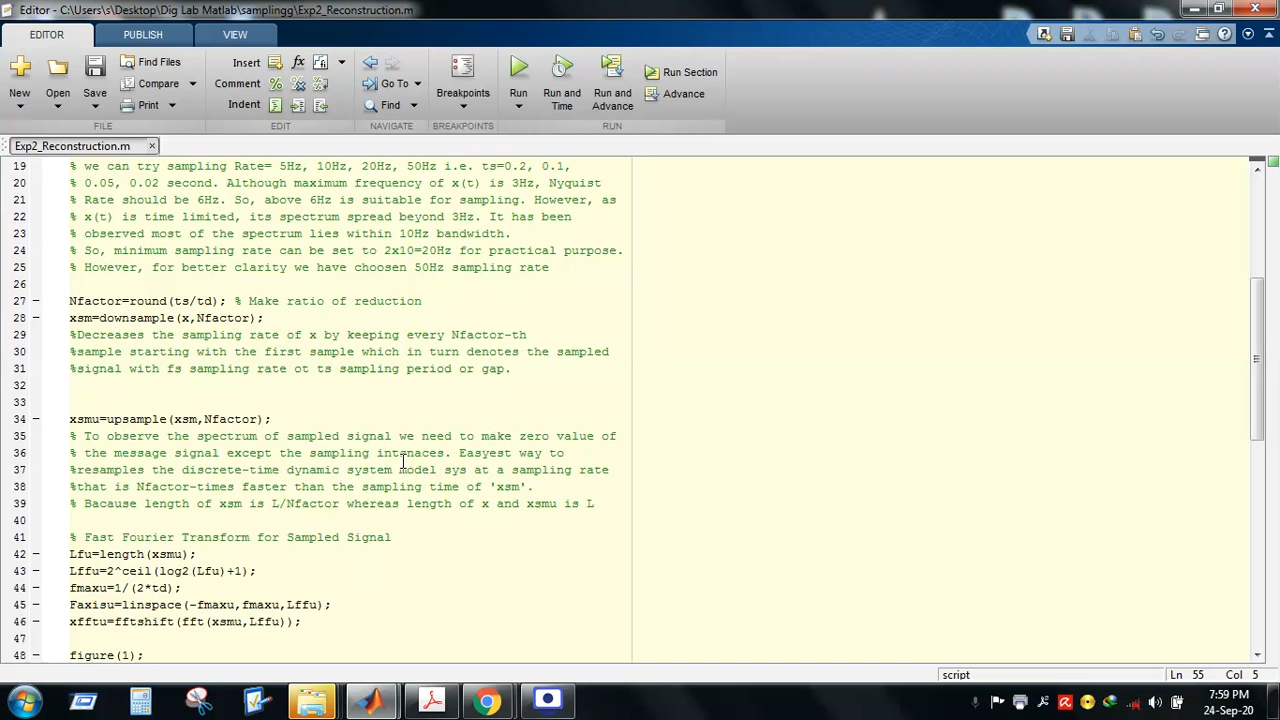 Editor - C:\Users\s\Desktop\Dig Lab Matlab\samplingg\Exp2_Reconstruction.m
EDITOR PUBLISH VIEW
New Open Save Find Files Compare Print Insert Comment Indent Go To Find Breakpoints Run Run and Time Run and Advance Run Section Advance
FILE EDIT NAVIGATE BREAKPOINTS RUN
Exp2_Reconstruction.m
19 % we can try sampling Rate= 5Hz, 10Hz, 20Hz, 50Hz i.e. ts=0.2, 0.1,
20 % 0.05, 0.02 second. Although maximum frequency of x(t) is 3Hz, Nyquist
21 % Rate should be 6Hz. So, above 6Hz is suitable for sampling. However, as
22 % x(t) is time limited, its spectrum spread beyond 3Hz. It has been
23 % observed most of the spectrum lies within 10Hz bandwidth.
24 % So, minimum sampling rate can be set to 2x10=20Hz for practical purpose.
25 % However, for better clarity we have choosen 50Hz sampling rate
26
27 Nfactor=round(ts/td); % Make ratio of reduction
28 xsm=downsample(x,Nfactor);
29 %Decreases the sampling rate of x by keeping every Nfactor-th
30 %sample starting with the first sample which in turn denotes the sampled
31 %signal with fs sampling rate ot ts sampling period or gap.
32
33
34 xsmu=upsample(xsm,Nfactor);
35 % To observe the spectrum of sampled signal we need to make zero value of
36 % the message signal except the sampling intenaces. Easyest way to
37 %resamples the discrete-time dynamic system model sys at a sampling rate
38 %that is Nfactor-times faster than the sampling time of 'xsm'.
39 % Bacause length of xsm is L/Nfactor whereas length of x and xsmu is L
40
41 % Fast Fourier Transform for Sampled Signal
42 Lfu=length(xsmu);
43 Lffu=2^ceil(log2(Lfu)+1);
44 fmaxu=1/(2*td);
45 Faxisu=linspace(-fmaxu,fmaxu,Lffu);
46 xfftu=fftshift(fft(xsmu,Lffu));
47
48 figure(1);
script Ln 55 Col 5
7:59 PM
24-Sep-20